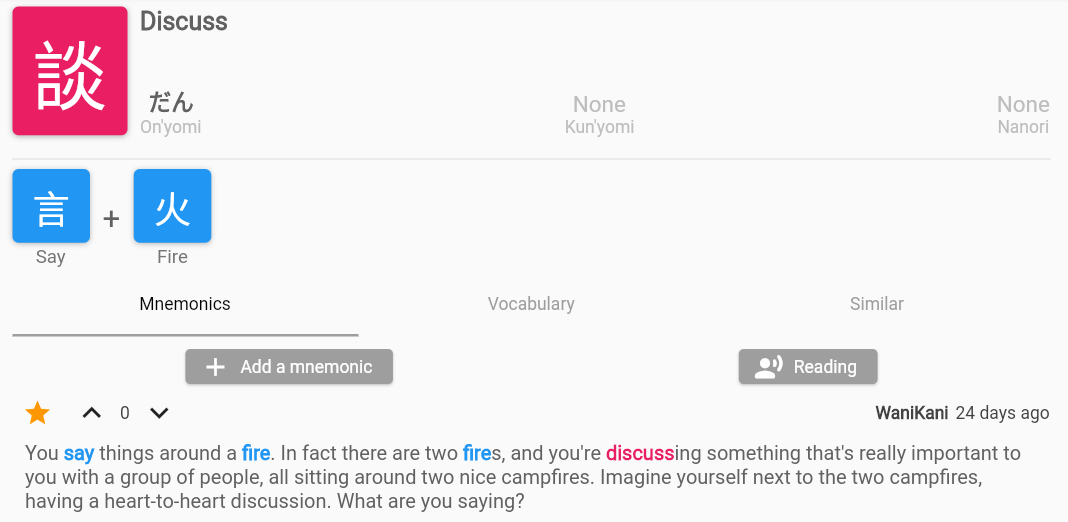 談
Discuss
だん
None
None
On'yomi
Kun'yomi
Nanori
言 + 火
Say
Fire
Mnemonics
Vocabulary
Similar
Add a mnemonic
Reading
0
WaniKani 24 days ago
You say things around a fire. In fact there are two fires, and you're discussing something that's really important to
you with a group of people, all sitting around two nice campfires. Imagine yourself next to the two campfires,
having a heart-to-heart discussion. What are you saying?